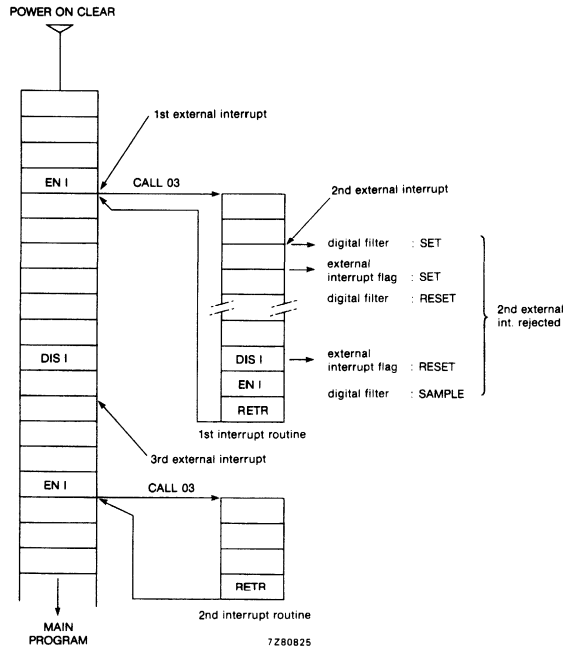 POWER ON CLEAR
1st external interrupt
EN I
CALL 03
2nd external interrupt
digital filter : SET
external
interrupt flag : SET
digital filter : RESET
2nd external
int. rejected
DIS I
DIS I
external
interrupt flag : RESET
EN I
digital filter : SAMPLE
RETR
1st interrupt routine
3rd external interrupt
EN I
CALL 03
RETR
2nd interrupt routine
MAIN
PROGRAM
7Z80825